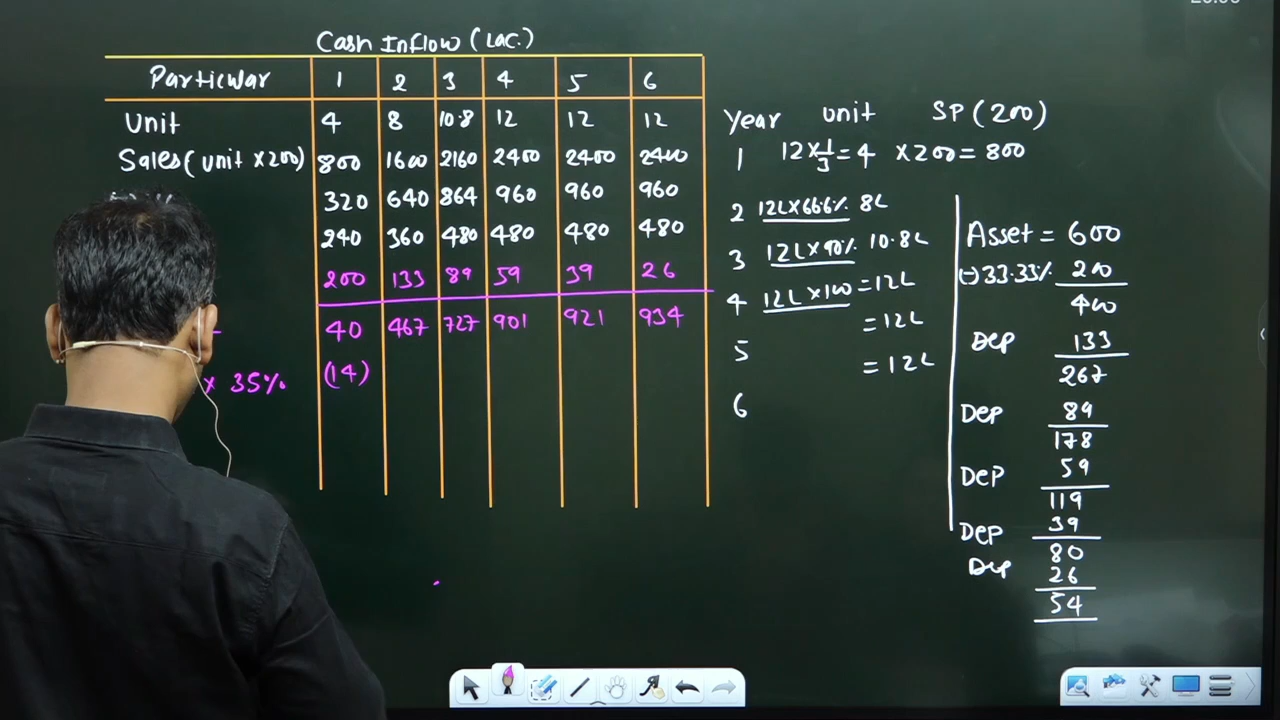 Cash Inflow (Lac.)
Particular 1 2 3 4 5 6
Unit 4 8 10.8 12 12 12
Sales (unit ×200) 800 1600 2160 2400 2400 2400
320 640 864 960 960 960
240 360 480 480 480 480
200 133 89 59 39 26
40 467 727 901 921 934
× 35% (14)
Year unit SP (200)
1 12×1/3=4 ×200=800
2 12L×66.6% 8L
3 12L×90% 10.8L
4 12L×100 =12L
5 =12L
6 =12L
Asset = 600
(-) 33.33% 200
400
Dep 133
267
Dep 89
178
Dep 59
119
Dep 39
80
Dep 26
54